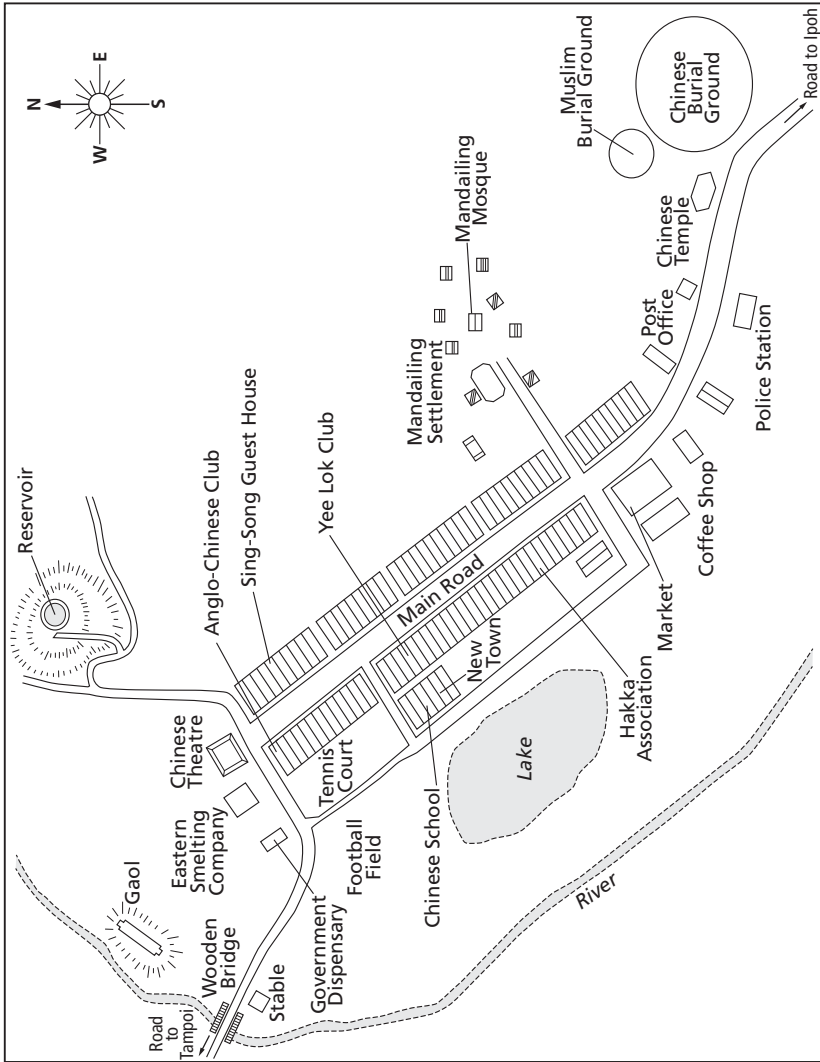 N
E
S
W
Reservoir
Anglo-Chinese Club
Sing-Song Guest House
Yee Lok Club
Main Road
Mandailing
Settlement
Mandailing
Mosque
Muslim
Burial Ground
Chinese
Burial
Ground
Road to Ipoh
Chinese
Temple
Post
Office
Police Station
Coffee Shop
Market
Hakka
Association
New
Town
Chinese School
Lake
River
Tennis
Court
Football
Field
Chinese
Theatre
Eastern
Smelting
Company
Government
Dispensary
Gaol
Wooden
Bridge
Stable
Road
to
Tampoi